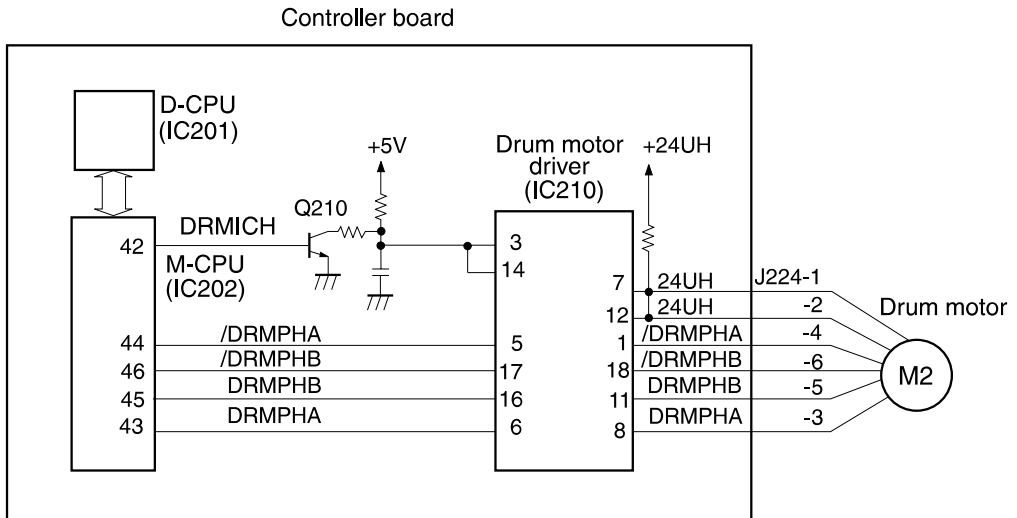 Controller board
D-CPU
(IC201)
+5V
Drum motor
driver
(IC210)
+24UH
Q210
42
DRMICH
M-CPU
(IC202)
3
14
7
24UH
J224-1
12
24UH
-2
Drum motor
44
/DRMPHA
5
1
/DRMPHA
-4
46
/DRMPHB
17
18
/DRMPHB
-6
M2
45
DRMPHB
16
11
DRMPHB
-5
43
DRMPHA
6
8
DRMPHA
-3